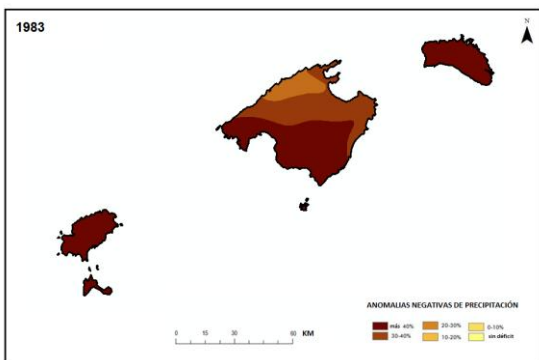 1983
N
ANOMALIAS NEGATIVAS DE PRECIPITACIÓN
más 40% 20-30% 0-10%
30-40% 10-20% sin déficit
0 15 30 60 KM